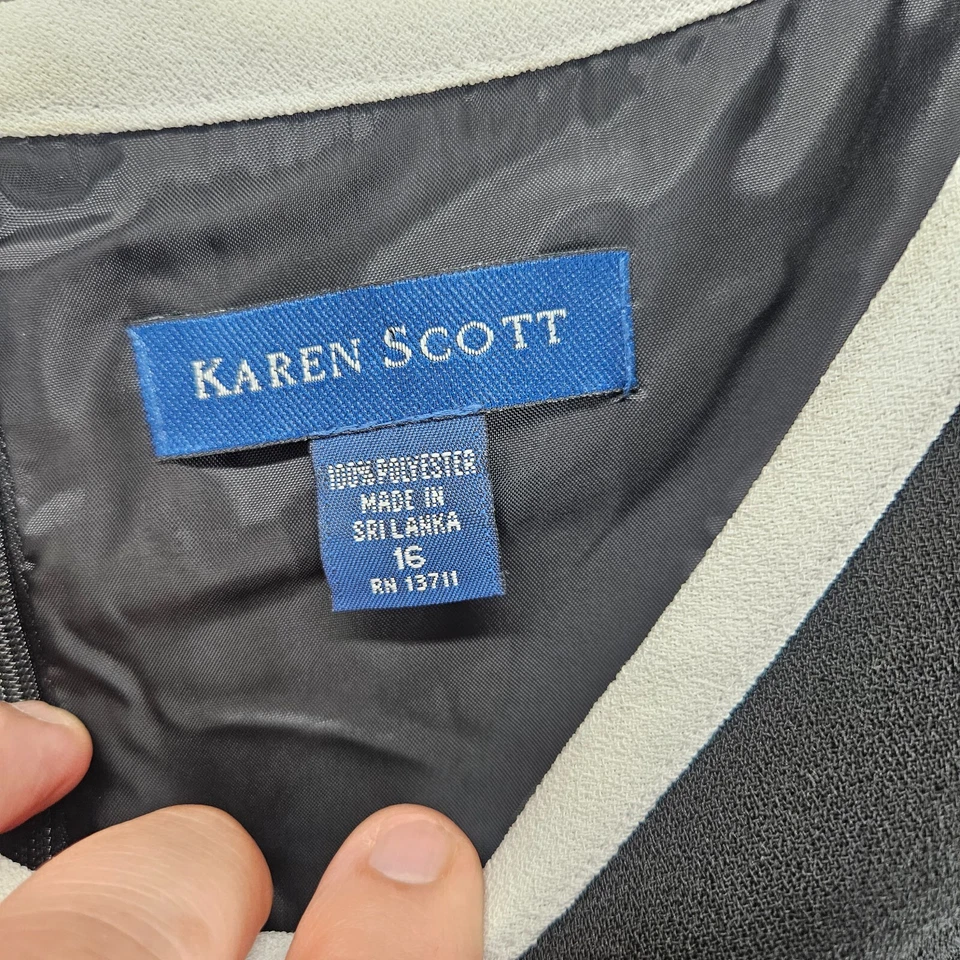 KAREN SCOTT
100% POLYESTER
MADE IN
SRI LANKA
16
RN 13711